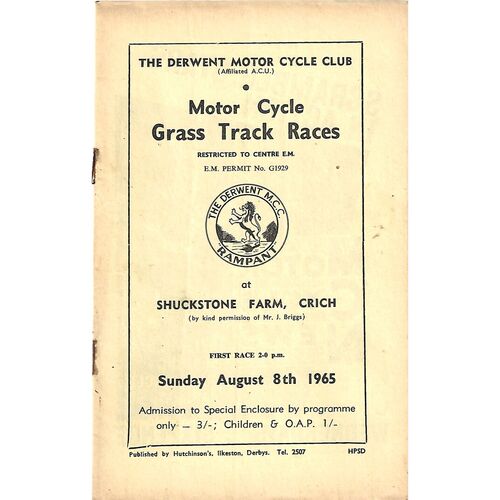 THE DERWENT MOTOR CYCLE CLUB
(Affiliated A.C.U.)
Motor Cycle
Grass Track Races
RESTRICTED TO CENTRE E.M.
E.M. PERMIT No. G1929
THE DERWENT M.C.C.
RAMPANT
at
SHUCKSTONE FARM, CRICH
(by kind permission of Mr. J. Briggs)
FIRST RACE 2-0 p.m.
Sunday August 8th 1965
Admission to Special Enclosure by programme
only — 3/-; Children & O.A.P. 1/-
Published by Hutchinson's, Ilkeston, Derbys. Tel. 2507 HPSD